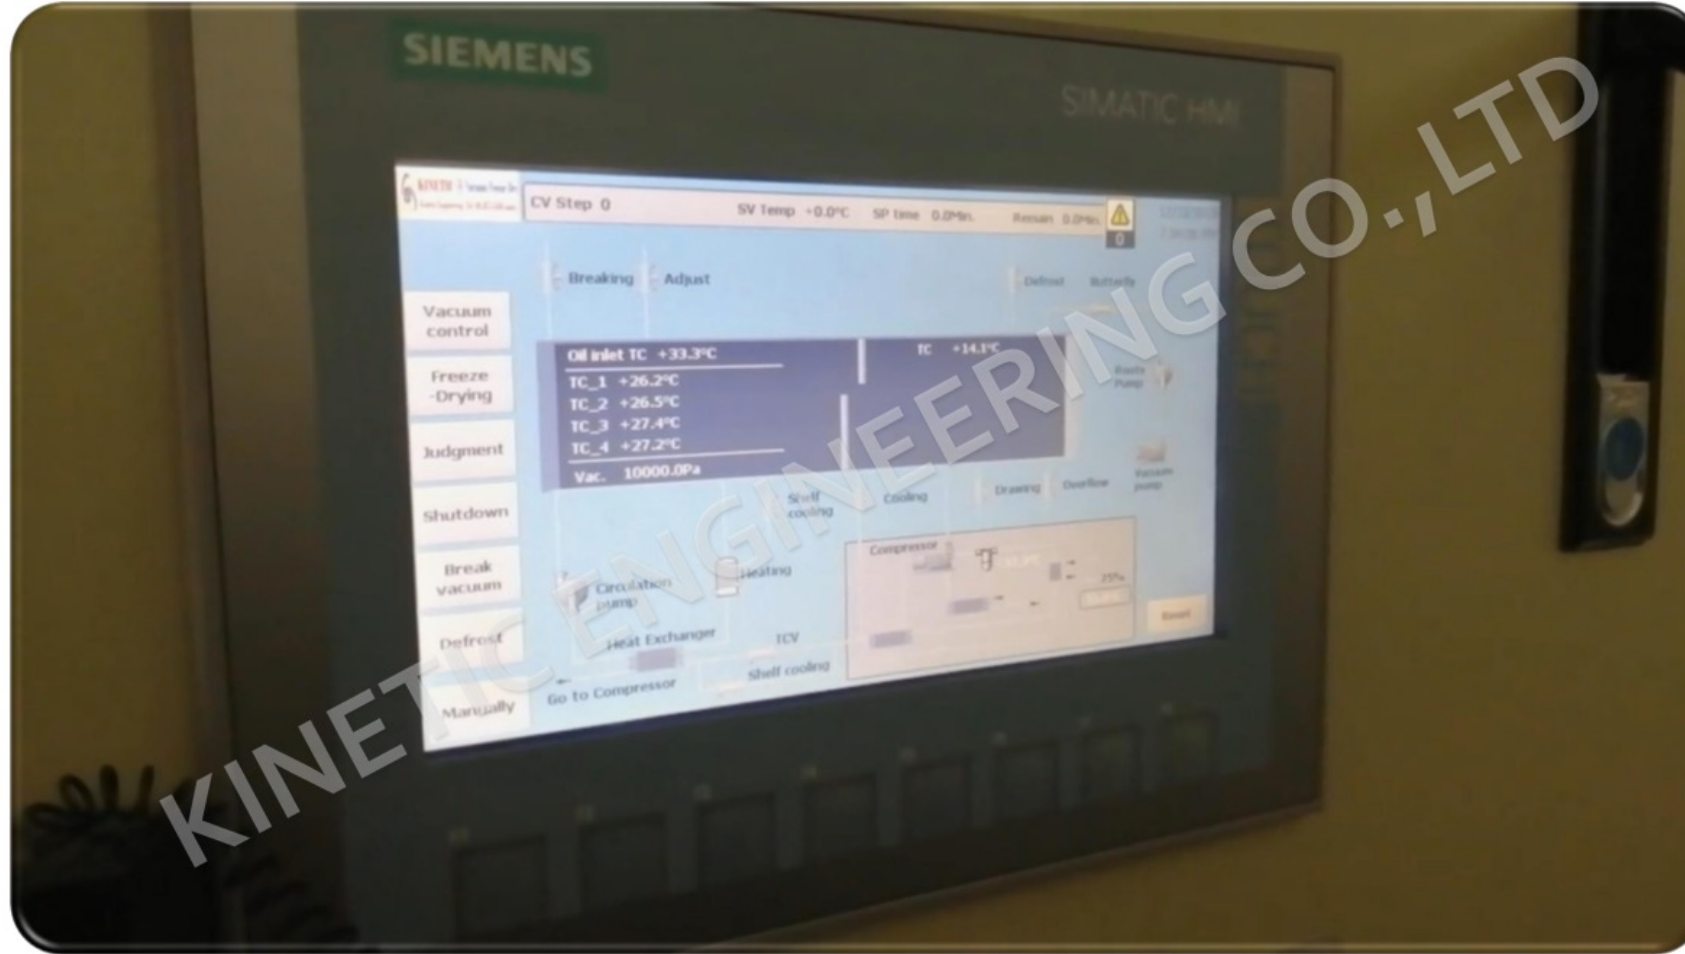 SIEMENS
SIMATIC HMI
KINETIC
CV Step 0 SV Temp +0.0°C SP time 0.0Min. Remain 0.0Min.
0
Breaking Adjust Defrost Butterfly
Vacuum control
Freeze -Drying
Judgment
Shutdown
Break vacuum
Defrost
Manually
Oil inlet TC +33.3°C TC +14.1°C
TC_1 +26.2°C
TC_2 +26.5°C
TC_3 +27.4°C
TC_4 +27.2°C
Vac. 10000.0Pa
Roots Pump
Vacuum pump
Shelf cooling Cooling Drawing Overflow
Compressor
Circulation pump
Heating
Heat Exchanger TCV
Shelf cooling
Go to Compressor
Reset
KINETIC ENGINEERING CO.,LTD